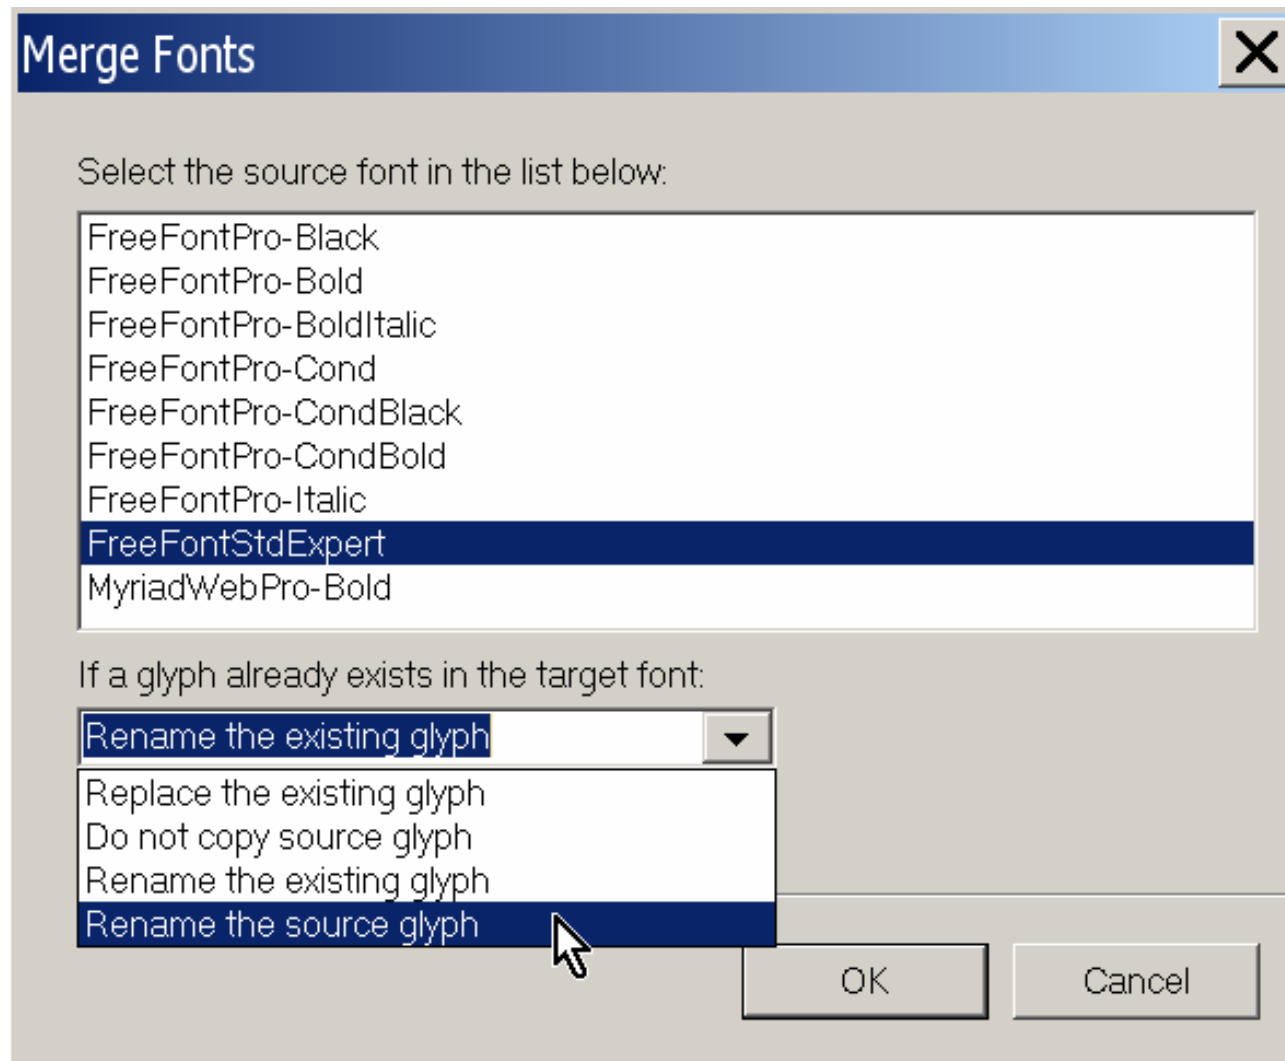 Merge Fonts
Select the source font in the list below:
FreeFontPro-Black
FreeFontPro-Bold
FreeFontPro-BoldItalic
FreeFontPro-Cond
FreeFontPro-CondBlack
FreeFontPro-CondBold
FreeFontPro-Italic
FreeFontStdExpert
MyriadWebPro-Bold
If a glyph already exists in the target font:
Rename the existing glyph
Replace the existing glyph
Do not copy source glyph
Rename the existing glyph
Rename the source glyph
OK Cancel